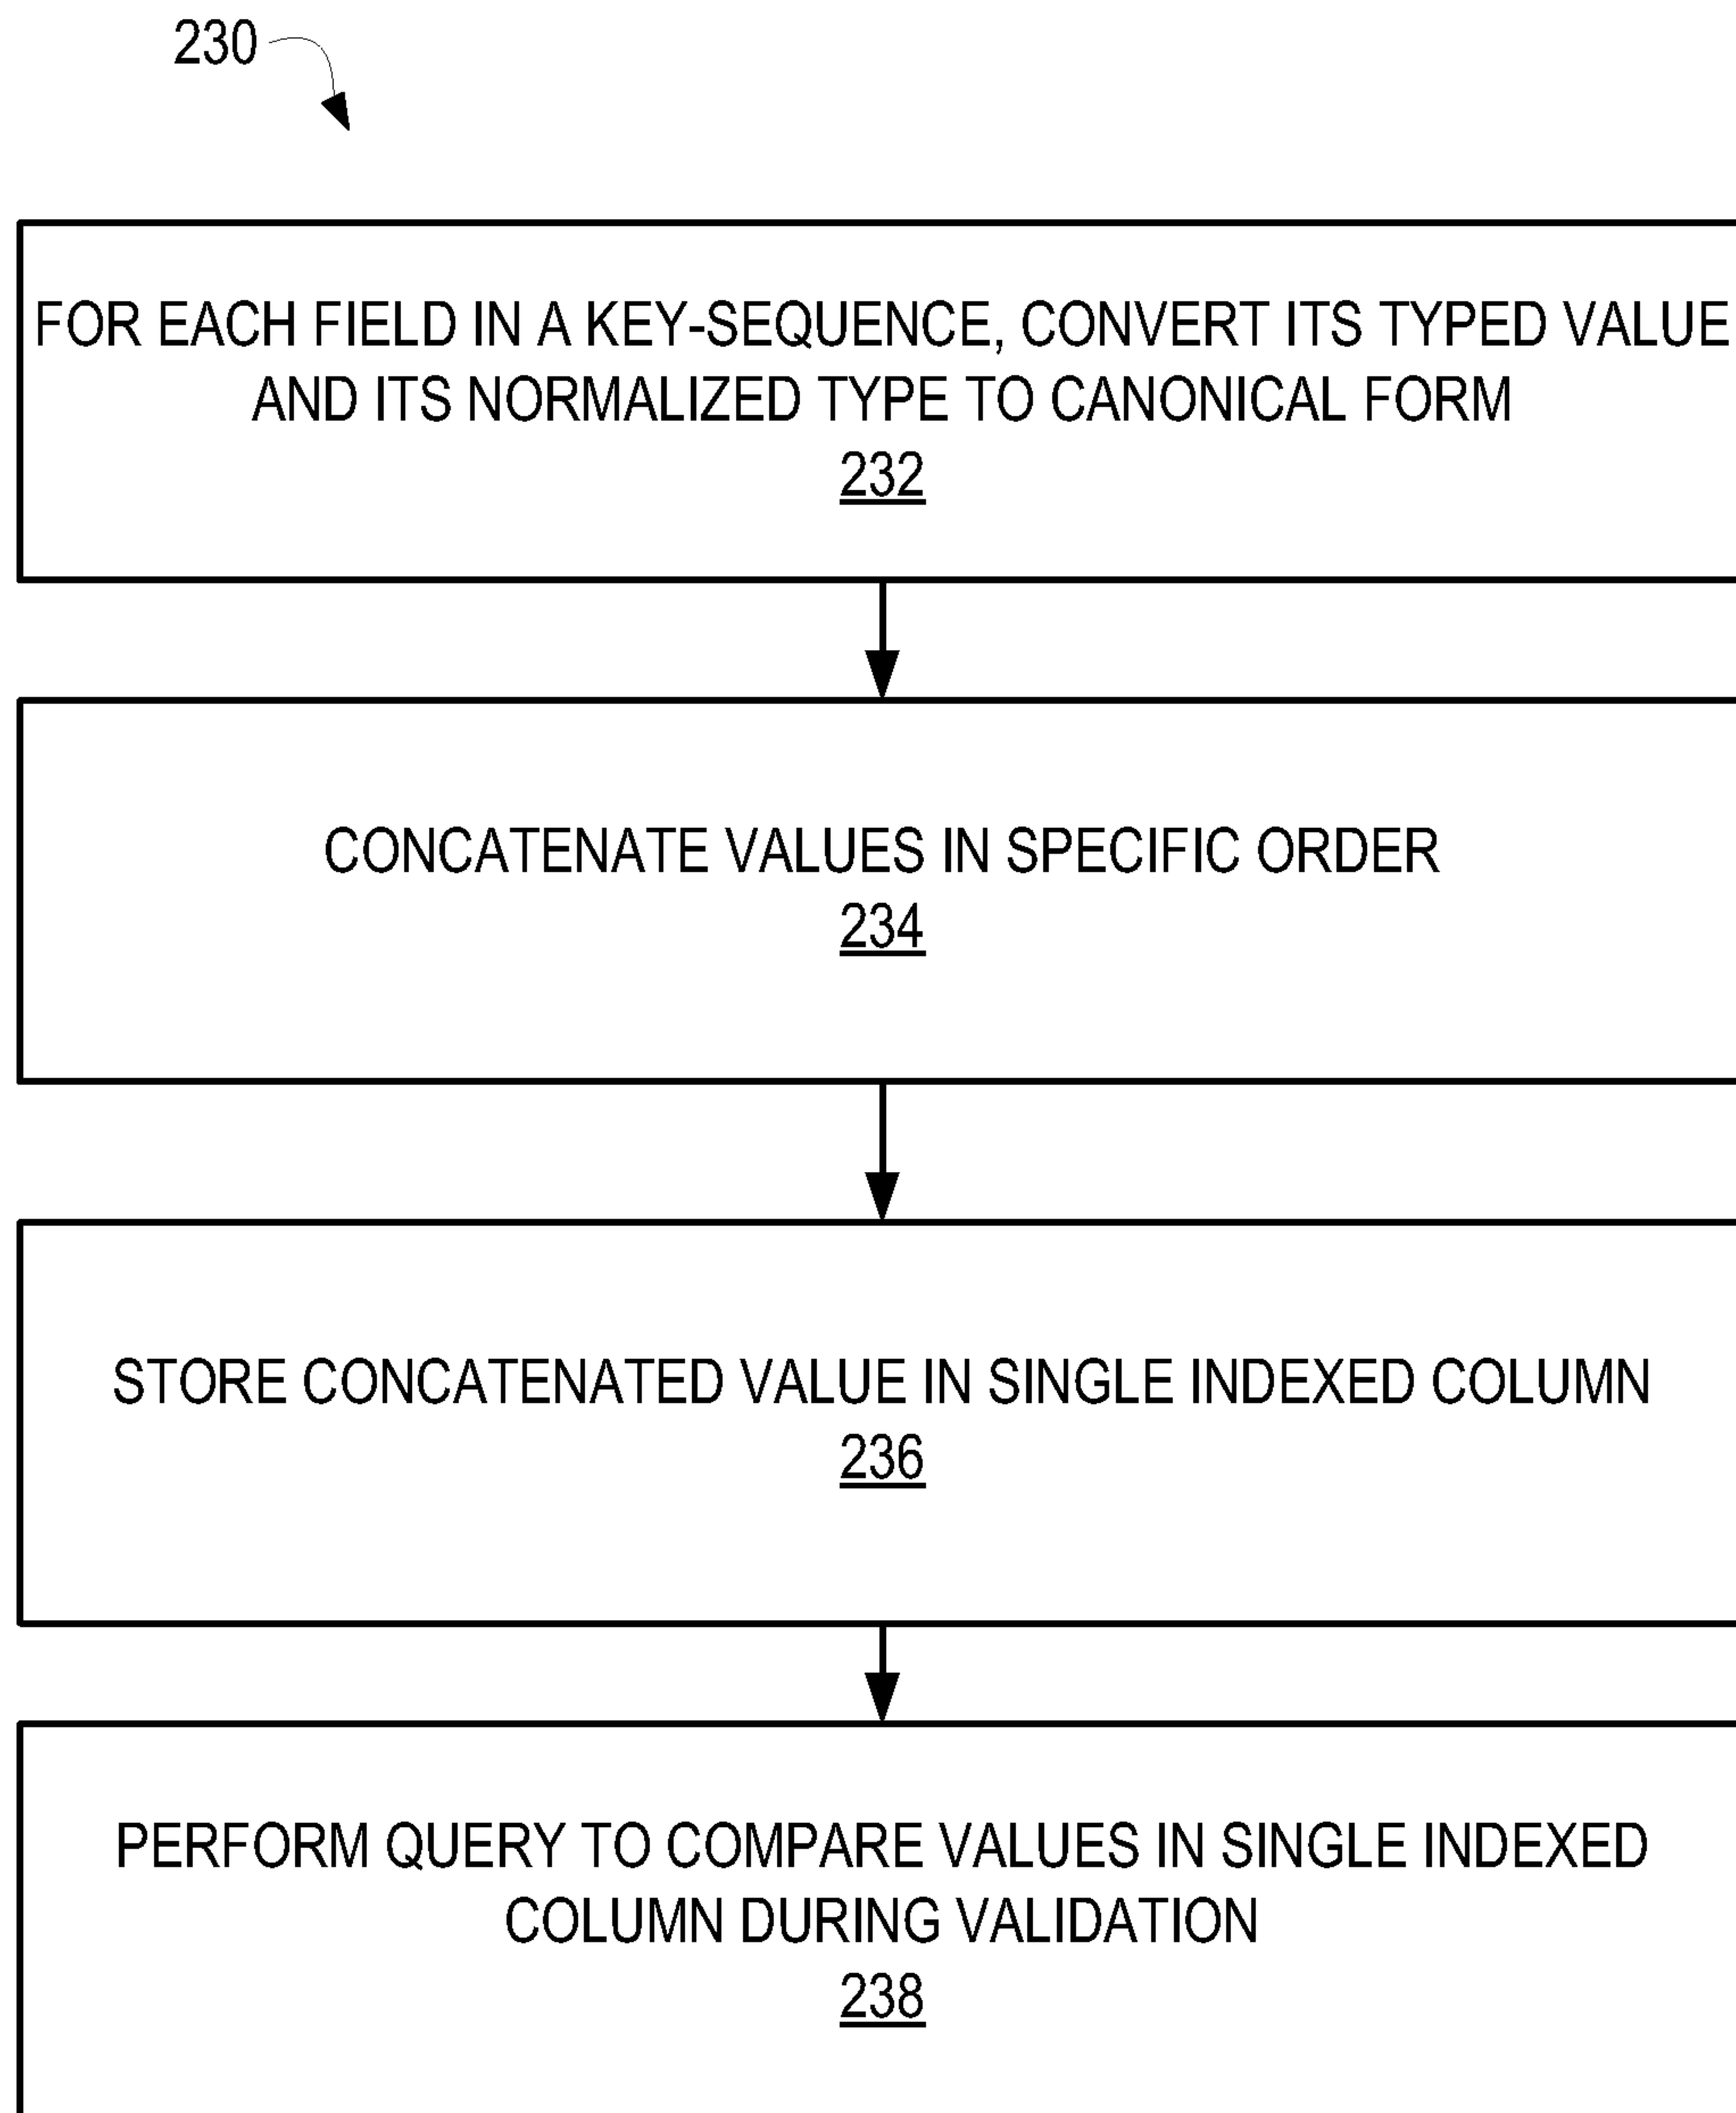 230
FOR EACH FIELD IN A KEY-SEQUENCE, CONVERT ITS TYPED VALUE
AND ITS NORMALIZED TYPE TO CANONICAL FORM
232
CONCATENATE VALUES IN SPECIFIC ORDER
234
STORE CONCATENATED VALUE IN SINGLE INDEXED COLUMN
236
PERFORM QUERY TO COMPARE VALUES IN SINGLE INDEXED
COLUMN DURING VALIDATION
238